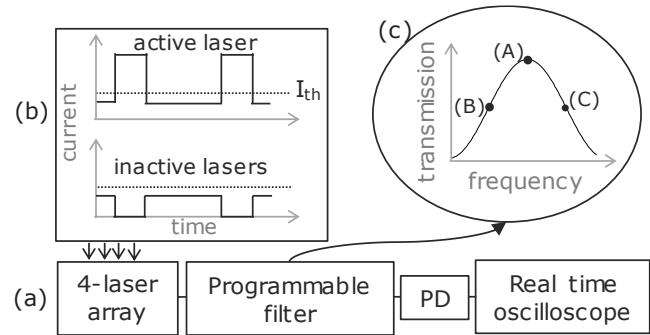 (b)
current
active laser
I_th
inactive lasers
time
(c)
transmission
(A)
(B)
(C)
frequency
(a)
4-laser
array
Programmable
filter
PD
Real time
oscilloscope